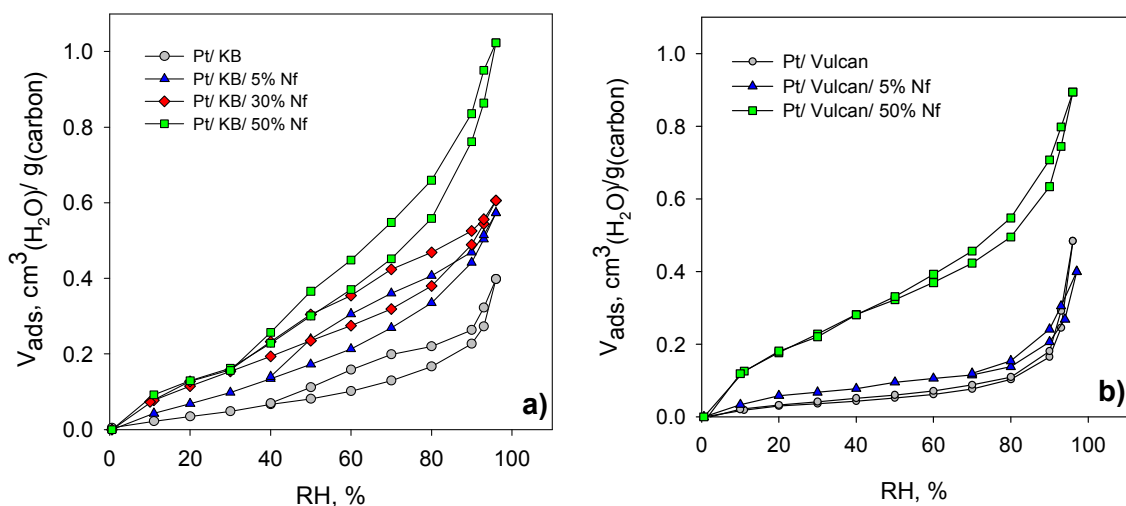 V_ads, cm³(H₂O)/ g(carbon)
1.0
0.8
0.6
0.4
0.2
0.0
Pt/ KB
Pt/ KB/ 5% Nf
Pt/ KB/ 30% Nf
Pt/ KB/ 50% Nf
a)
0 20 40 60 80 100
RH, %
V_ads, cm³(H₂O)/g(carbon)
1.0
0.8
0.6
0.4
0.2
0.0
Pt/ Vulcan
Pt/ Vulcan/ 5% Nf
Pt/ Vulcan/ 50% Nf
b)
0 20 40 60 80 100
RH, %